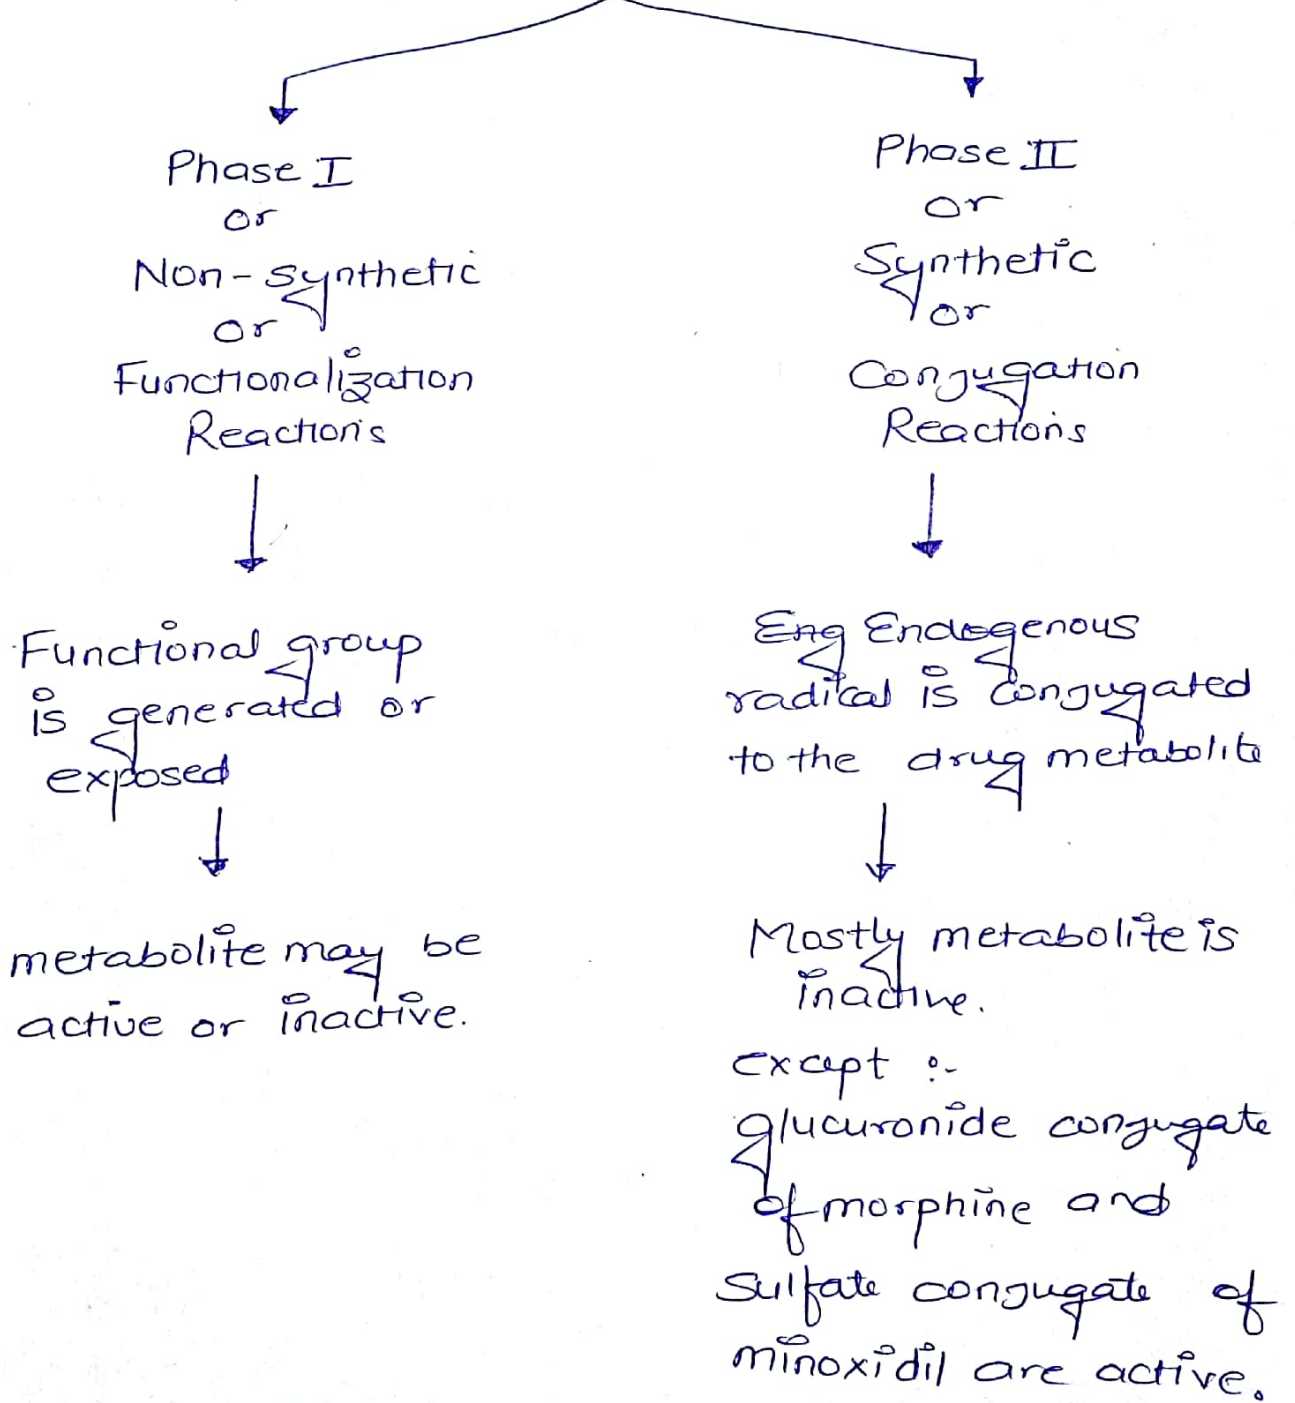 Phase I
or
Non-synthetic
or
Functionalization
Reactions
Functional group
is generated or
exposed
metabolite may be
active or inactive.
Phase II
or
Synthetic
or
Conjugation
Reactions
Eng Endogenous
radical is Conjugated
to the drug metabolite
Mostly metabolite is
inactive.
except :-
glucuronide conjugate
of morphine and
Sulfate conjugate of
minoxidil are active.